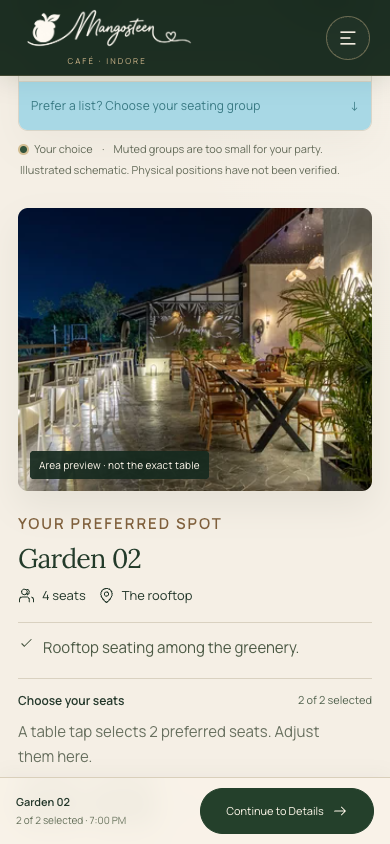 Mangosteen
CAFÉ · INDORE
Prefer a list? Choose your seating group ↓
Your choice · Muted groups are too small for your party.
Illustrated schematic. Physical positions have not been verified.
Mangosteen
Area preview · not the exact table
YOUR PREFERRED SPOT
Garden 02
4 seats The rooftop
Rooftop seating among the greenery.
Choose your seats 2 of 2 selected
A table tap selects 2 preferred seats. Adjust
them here.
Garden 02
2 of 2 selected · 7:00 PM
Continue to Details →